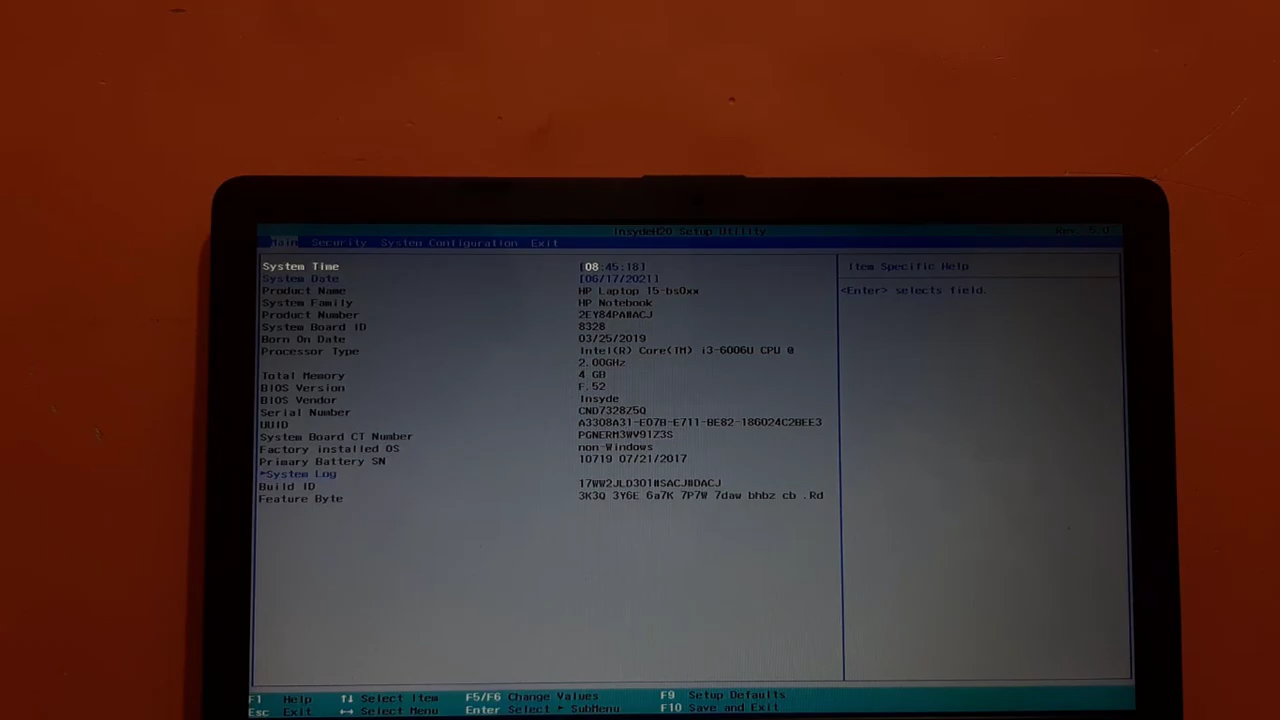 InsydeH20 Setup Utility Rev. 5.0
Main Security System Configuration Exit
System Time [08:45:18] Item Specific Help
System Date [06/17/2021]
Product Name HP Laptop 15-bs0xx <Enter> selects field.
System Family HP Notebook
Product Number 2EY84PA#ACJ
System Board ID 8328
Born On Date 03/25/2019
Processor Type Intel(R) Core(TM) i3-6006U CPU @
2.00GHz
Total Memory 4 GB
BIOS Version F.52
BIOS Vendor Insyde
Serial Number CND7328Z5Q
UUID A3308A31-E07B-E711-BE82-186024C2BEE3
System Board CT Number PGNERM3WV91Z3S
Factory installed OS non-Windows
Primary Battery SN 10719 07/21/2017
▸System Log
Build ID 17WW2JLD301#SACJ#DACJ
Feature Byte 3K3Q 3Y6E 6a7K 7P7W 7daw bhbz cb .Rd
F1 Help ↑↓ Select Item F5/F6 Change Values F9 Setup Defaults
Esc Exit ↔ Select Menu Enter Select ▸ SubMenu F10 Save and Exit